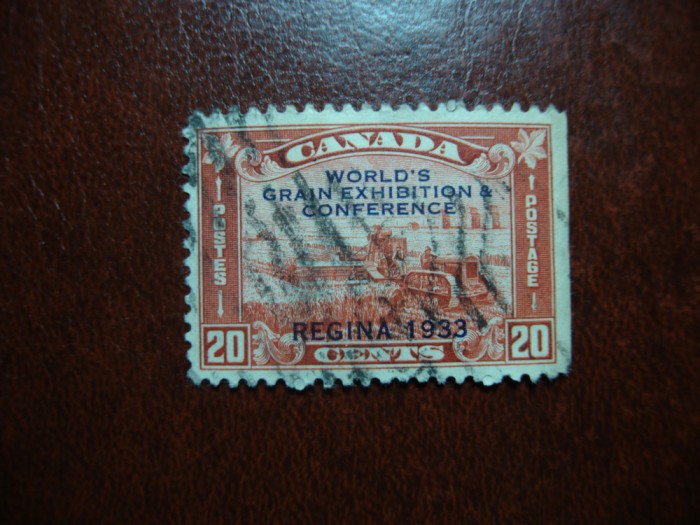 CANADA
WORLD'S
GRAIN EXHIBITION &
CONFERENCE
POSTES
POSTAGE
REGINA 1933
20 CENTS 20